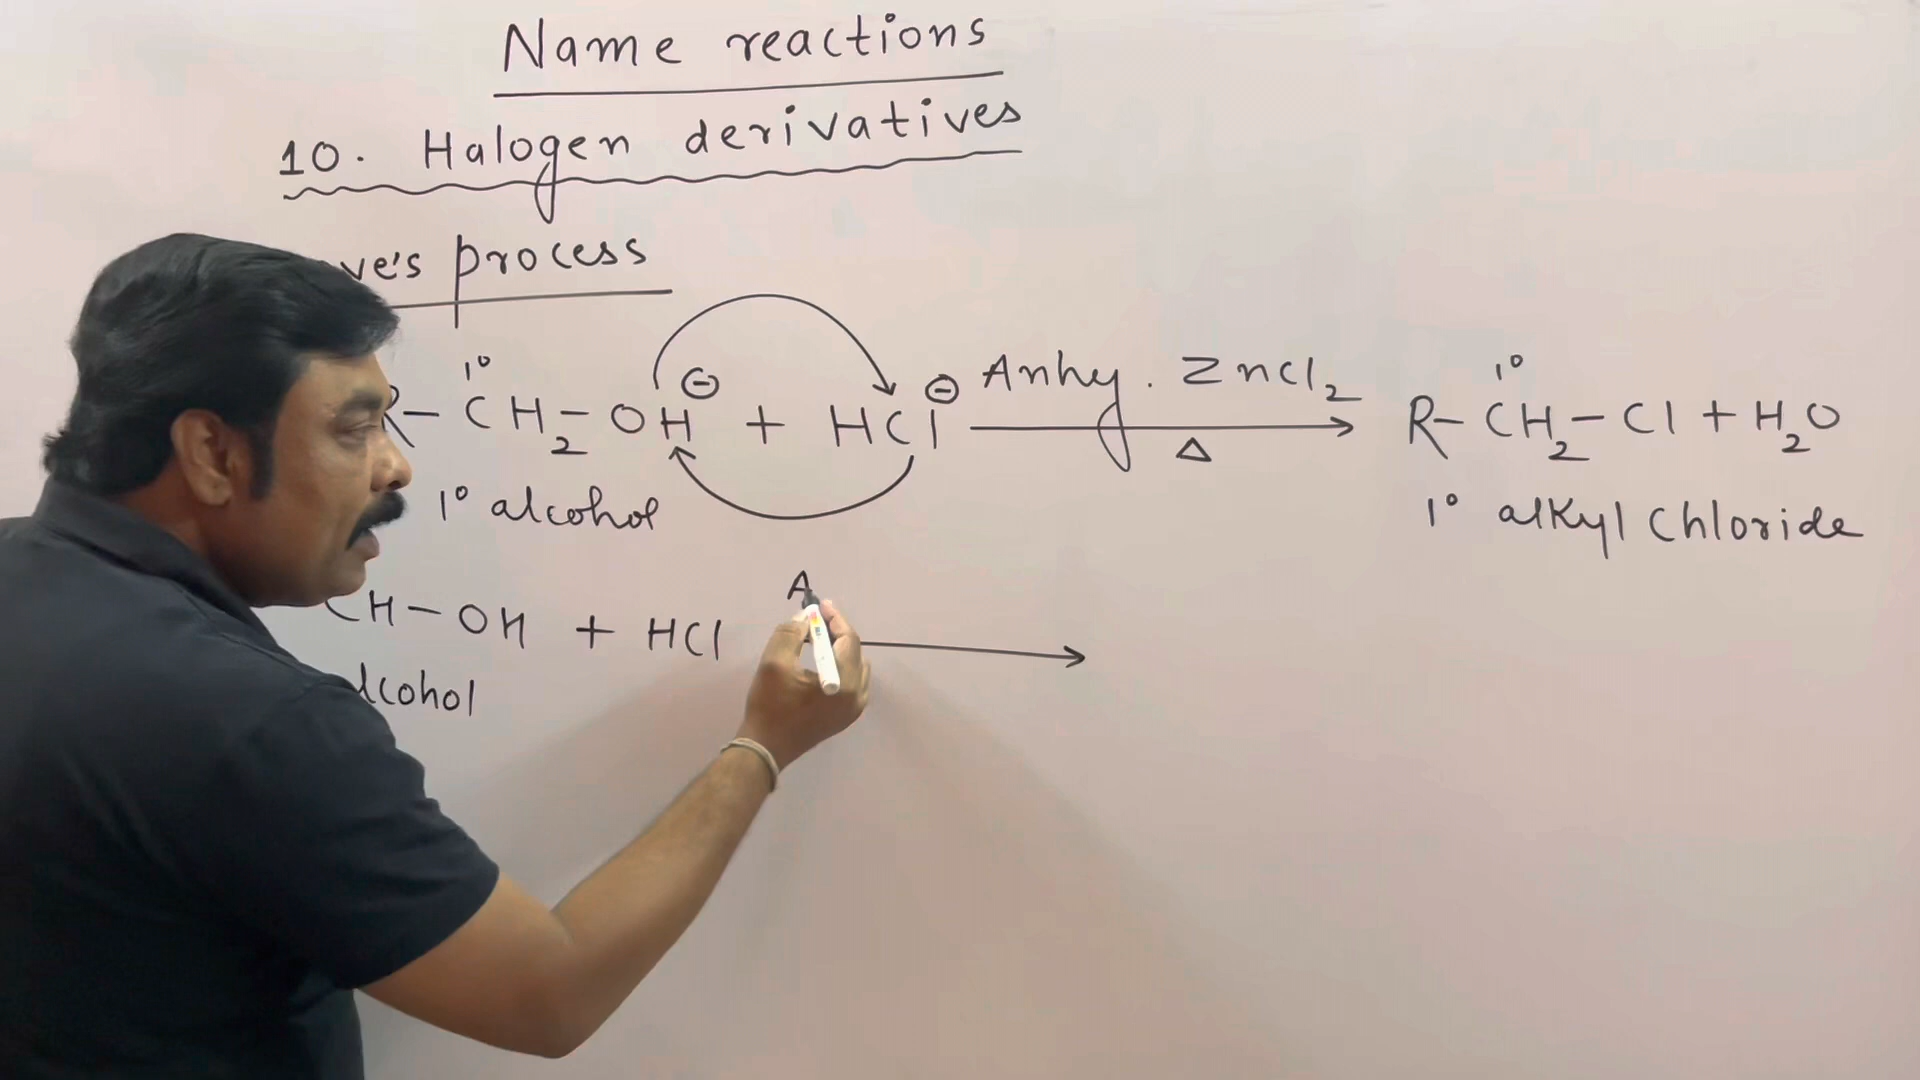 Name reactions
10. Halogen derivatives
ve's process
1° 1°
R-CH₂-OH⊖ + HCl⊖ Anhy. ZnCl₂ Δ → R-CH₂-Cl + H₂O
1° alcohol 1° alkyl chloride
CH-OH + HCl A →
lcohol